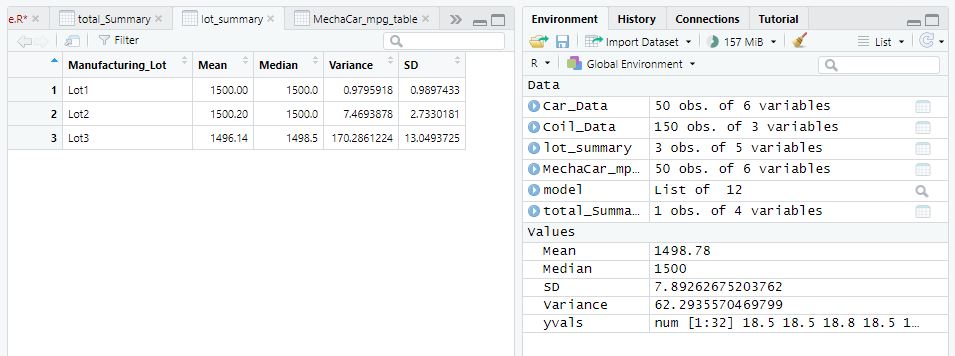 e.R* total_Summary lot_summary MechaCar_mpg_table
Filter
Manufacturing_Lot Mean Median Variance SD
1 Lot1 1500.00 1500.0 0.9795918 0.9897433
2 Lot2 1500.20 1500.0 7.4693878 2.7330181
3 Lot3 1496.14 1498.5 170.2861224 13.0493725
Environment History Connections Tutorial
Import Dataset 157 MiB List
R Global Environment
Data
Car_Data 50 obs. of 6 variables
Coil_Data 150 obs. of 3 variables
lot_summary 3 obs. of 5 variables
MechaCar_mp… 50 obs. of 6 variables
model List of 12
total_Summa… 1 obs. of 4 variables
Values
Mean 1498.78
Median 1500
SD 7.89262675203762
Variance 62.2935570469799
yvals num [1:32] 18.5 18.5 18.8 18.5 1…